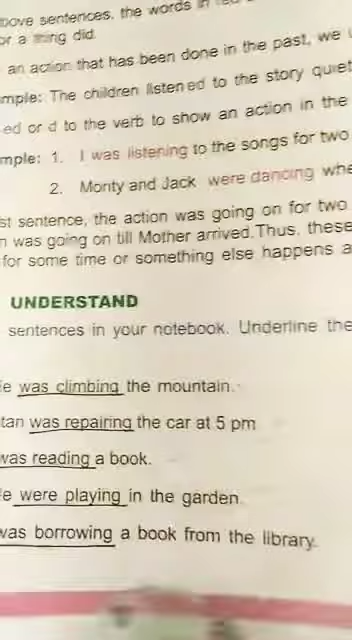 above sentences, the words in
or a thing did.
an action that has been done in the past, we
mple: The children listened to the story quiet
ed or d to the verb to show an action in the
mple: 1. I was listening to the songs for two
2. Monty and Jack were dancing whe
st sentence, the action was going on for two
n was going on till Mother arrived. Thus, these
for some time or something else happens a
UNDERSTAND
sentences in your notebook. Underline the
e was climbing the mountain.
tan was repairing the car at 5 pm
was reading a book.
e were playing in the garden.
was borrowing a book from the library.